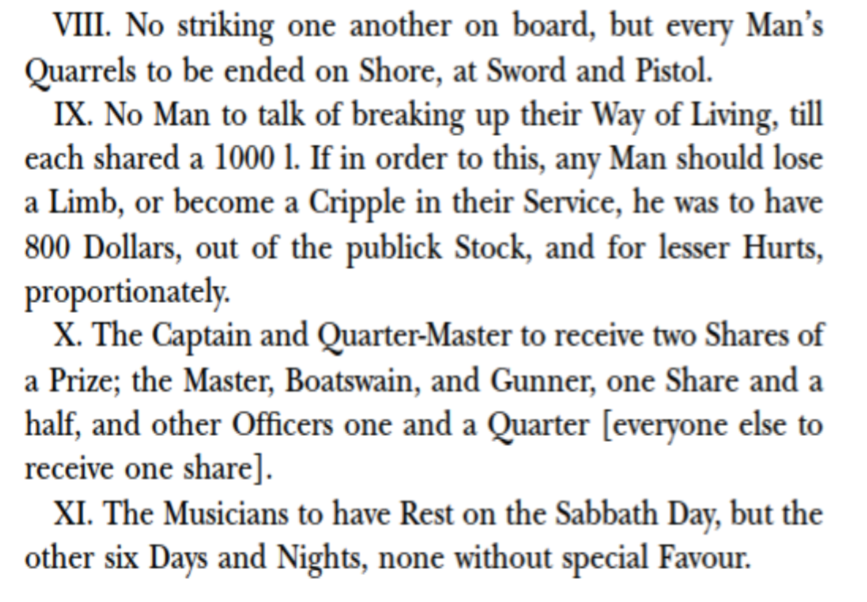 VIII. No striking one another on board, but every Man’s
Quarrels to be ended on Shore, at Sword and Pistol.
IX. No Man to talk of breaking up their Way of Living, till
each shared a 1000 l. If in order to this, any Man should lose
a Limb, or become a Cripple in their Service, he was to have
800 Dollars, out of the publick Stock, and for lesser Hurts,
proportionately.
X. The Captain and Quarter-Master to receive two Shares of
a Prize; the Master, Boatswain, and Gunner, one Share and a
half, and other Officers one and a Quarter [everyone else to
receive one share].
XI. The Musicians to have Rest on the Sabbath Day, but the
other six Days and Nights, none without special Favour.